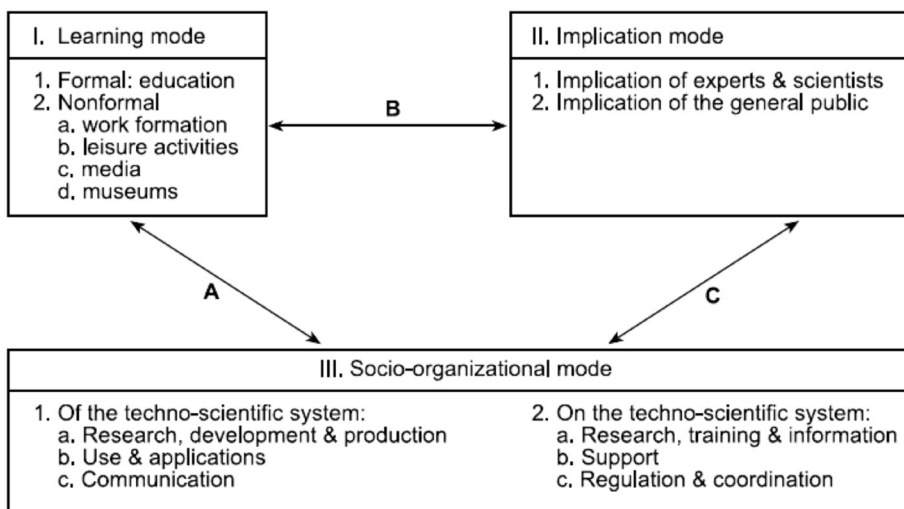 I. Learning mode
1. Formal: education
2. Nonformal
a. work formation
b. leisure activities
c. media
d. museums
B
II. Implication mode
1. Implication of experts & scientists
2. Implication of the general public
A
C
III. Socio-organizational mode
1. Of the techno-scientific system:
a. Research, development & production
b. Use & applications
c. Communication
2. On the techno-scientific system:
a. Research, training & information
b. Support
c. Regulation & coordination